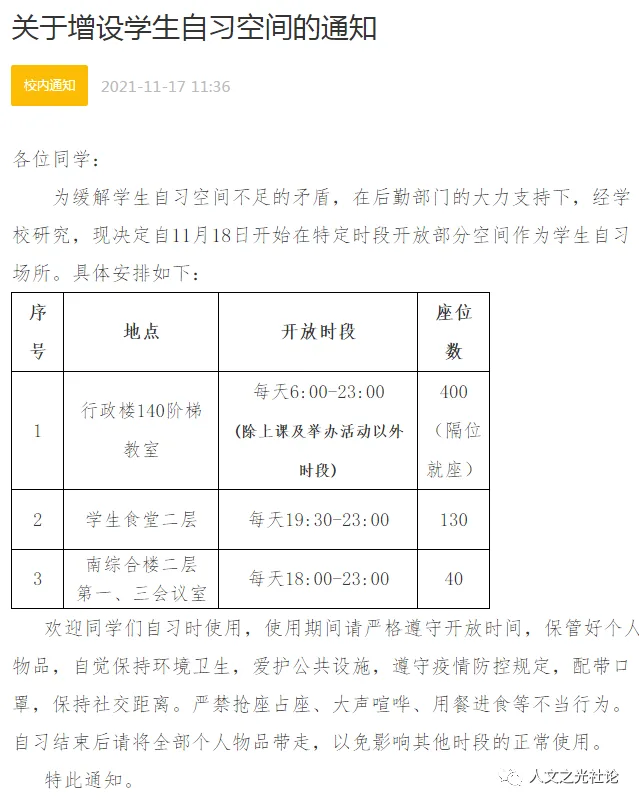 关于增设学生自习空间的通知
校内通知 2021-11-17 11:36
各位同学：
为缓解学生自习空间不足的矛盾，在后勤部门的大力支持下，经学
校研究，现决定自11月18日开始在特定时段开放部分空间作为学生自习
场所。具体安排如下：
序号 地点 开放时段 座位数
1 行政楼140阶梯教室 每天6:00-23:00（除上课及举办活动以外时段） 400（隔位就座）
2 学生食堂二层 每天19:30-23:00 130
3 南综合楼二层第一、三会议室 每天18:00-23:00 40
欢迎同学们自习时使用，使用期间请严格遵守开放时间，保管好个人
物品，自觉保持环境卫生，爱护公共设施，遵守疫情防控规定，配带口
罩，保持社交距离。严禁抢座占座、大声喧哗、用餐进食等不当行为。
自习结束后请将全部个人物品带走，以免影响其他时段的正常使用。
特此通知。
人文之光社论